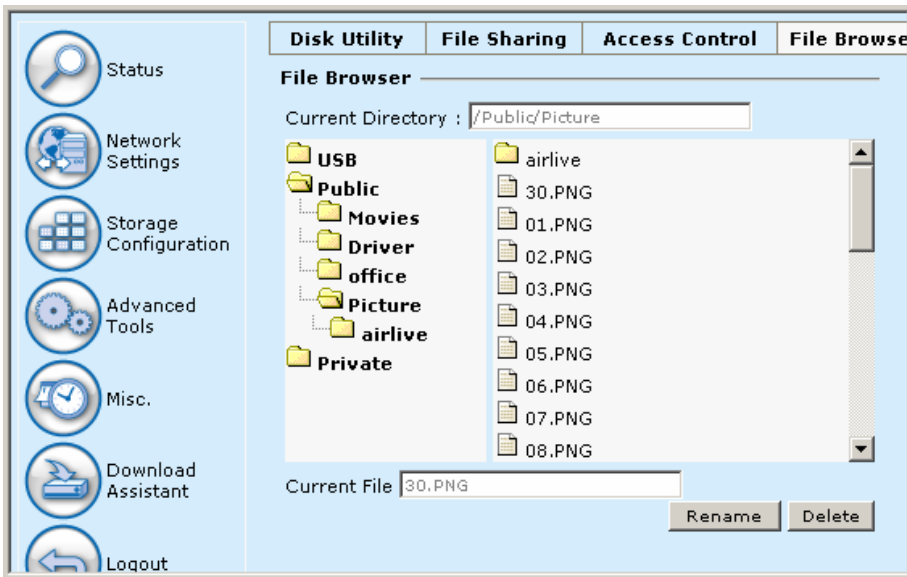 Disk Utility File Sharing Access Control File Browse
Status
Network
Settings
Storage
Configuration
Advanced
Tools
Misc.
Download
Assistant
Logout
File Browser
Current Directory : /Public/Picture
USB
Public
Movies
Driver
office
Picture
airlive
Private
airlive
30.PNG
01.PNG
02.PNG
03.PNG
04.PNG
05.PNG
06.PNG
07.PNG
08.PNG
Current File 30.PNG
Rename Delete